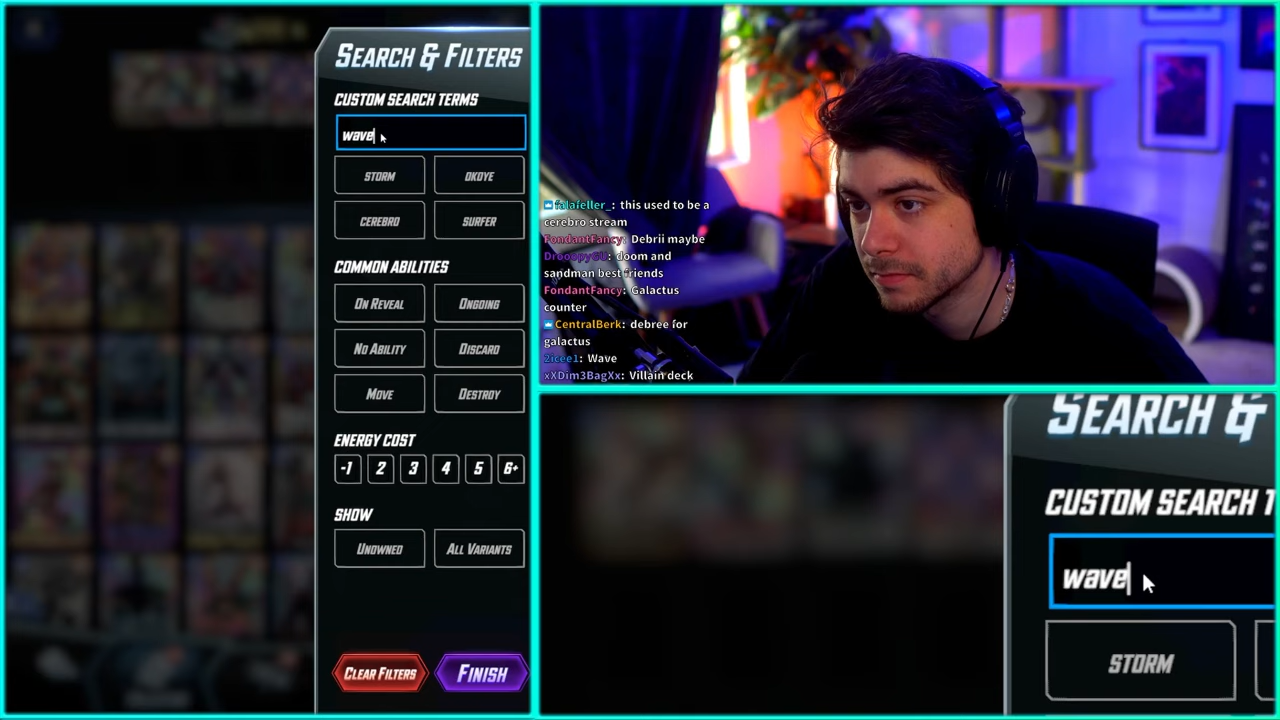 SEARCH & FILTERS
CUSTOM SEARCH TERMS
wave
STORM
OKOYE
CEREBRO
SURFER
COMMON ABILITIES
ON REVEAL
ONGOING
NO ABILITY
DISCARD
MOVE
DESTROY
ENERGY COST
-1 2 3 4 5 6+
SHOW
UNOWNED
ALL VARIANTS
CLEAR FILTERS
FINISH
falafeller_: this used to be a
cerebro stream
FondantFancy: Debrii maybe
DrooopyGU: doom and
sandman best friends
FondantFancy: Galactus
counter
CentralBerk: debree for
galactus
2icee1: Wave
xXDim3BagXx: Villain deck
SEARCH &
CUSTOM SEARCH T
wave
STORM